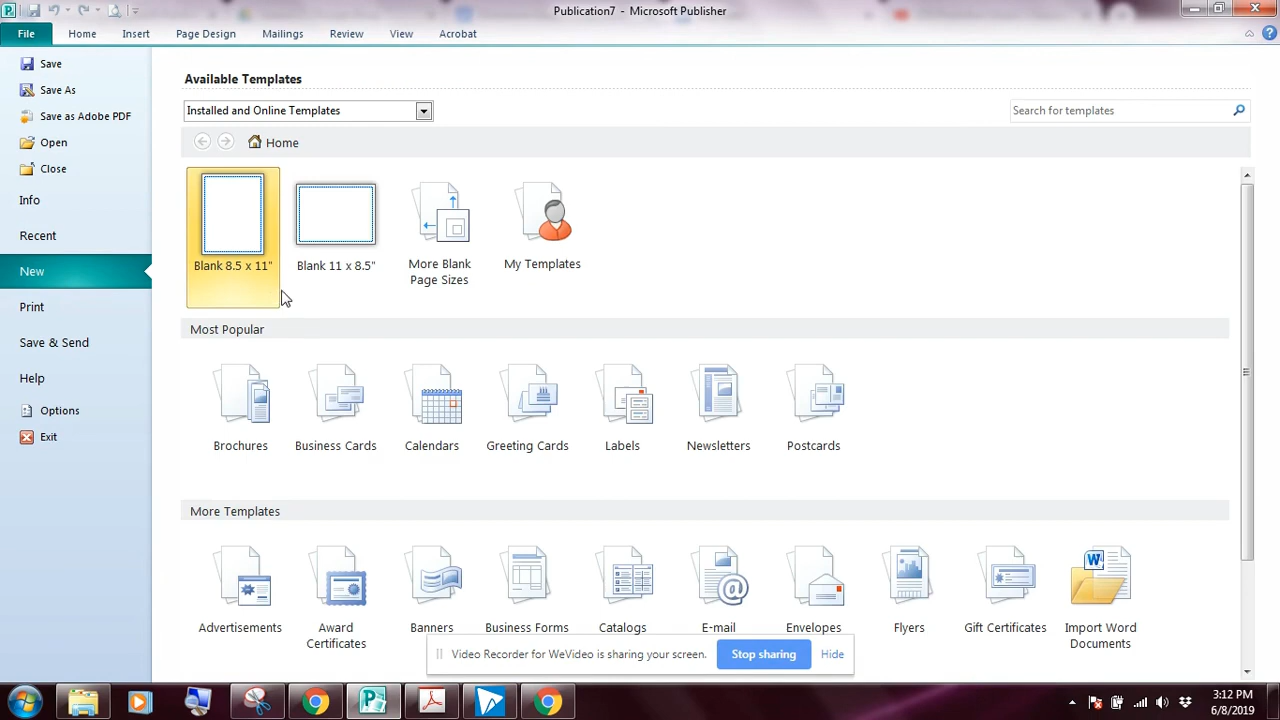 Publication7 - Microsoft Publisher
File Home Insert Page Design Mailings Review View Acrobat
Save
Save As
Save as Adobe PDF
Open
Close
Info
Recent
New
Print
Save & Send
Help
Options
Exit
Available Templates
Installed and Online Templates
Search for templates
Home
Blank 8.5 x 11"
Blank 11 x 8.5"
More Blank
Page Sizes
My Templates
Most Popular
Brochures
Business Cards
Calendars
Greeting Cards
Labels
Newsletters
Postcards
More Templates
Advertisements
Award
Certificates
Banners
Business Forms
Catalogs
E-mail
Envelopes
Flyers
Gift Certificates
Import Word
Documents
Video Recorder for WeVideo is sharing your screen.
Stop sharing
Hide
3:12 PM
6/8/2019